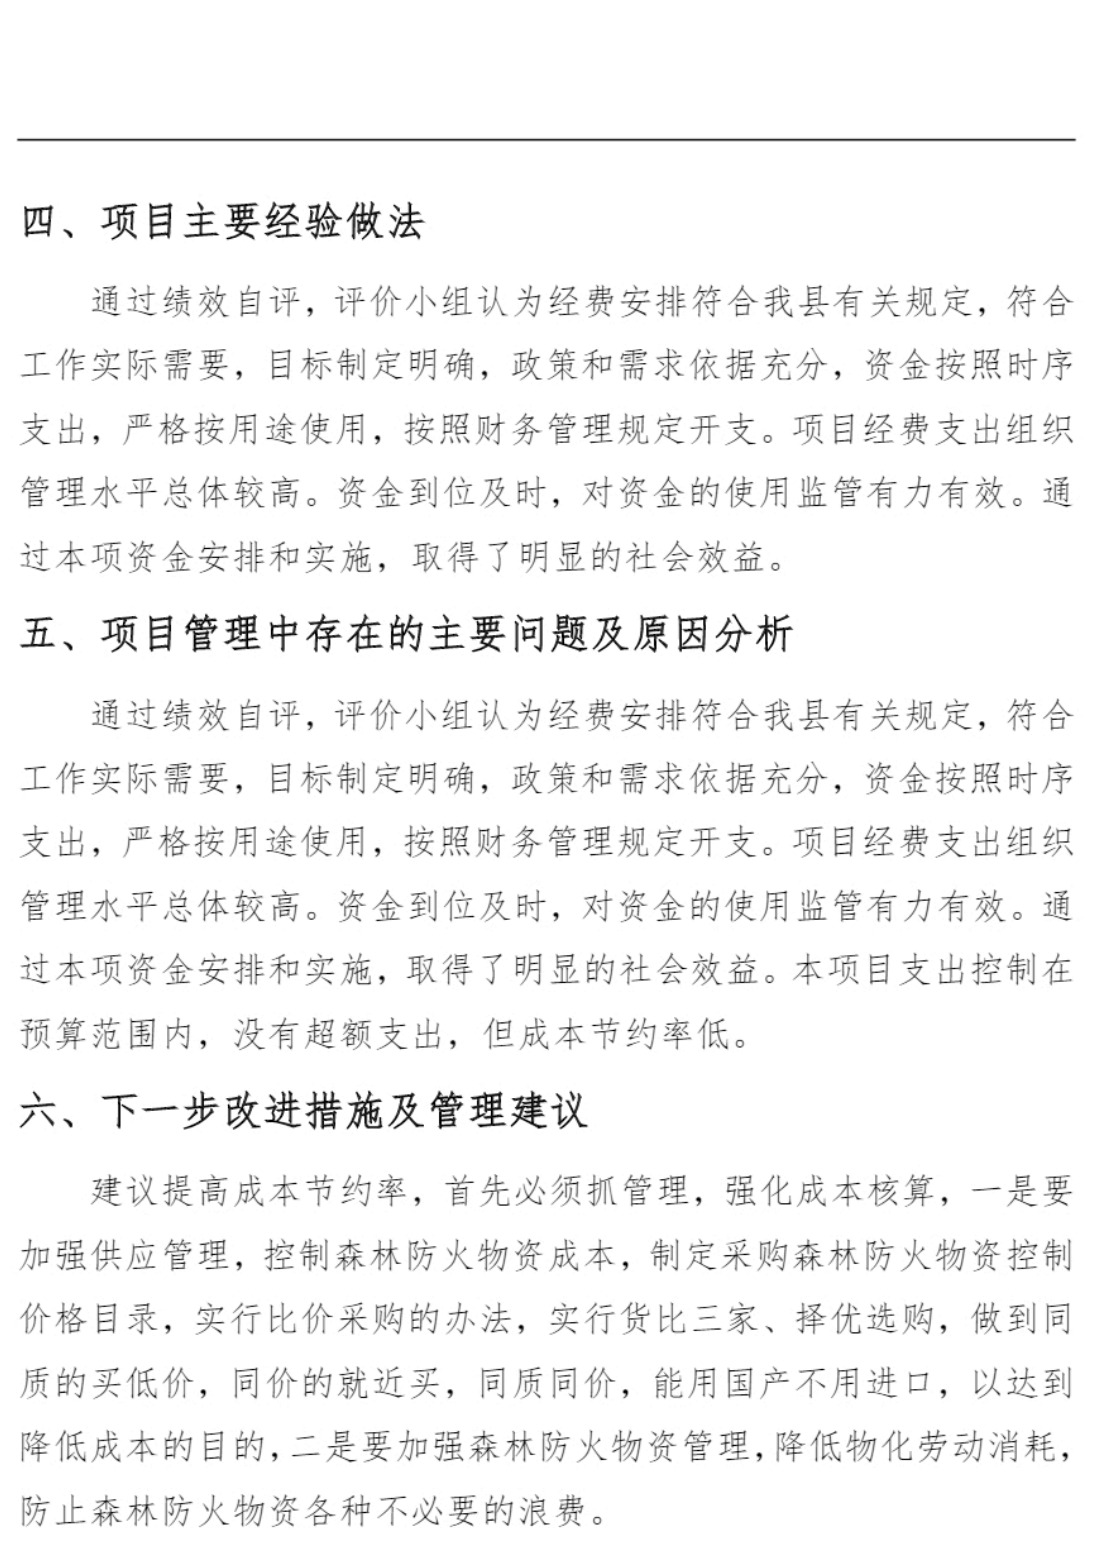 四、项目主要经验做法
通过绩效自评，评价小组认为经费安排符合我县有关规定，符合
工作实际需要，目标制定明确，政策和需求依据充分，资金按照时序
支出，严格按用途使用，按照财务管理规定开支。项目经费支出组织
管理水平总体较高。资金到位及时，对资金的使用监管有力有效。通
过本项资金安排和实施，取得了明显的社会效益。
五、项目管理中存在的主要问题及原因分析
通过绩效自评，评价小组认为经费安排符合我县有关规定，符合
工作实际需要，目标制定明确，政策和需求依据充分，资金按照时序
支出，严格按用途使用，按照财务管理规定开支。项目经费支出组织
管理水平总体较高。资金到位及时，对资金的使用监管有力有效。通
过本项资金安排和实施，取得了明显的社会效益。本项目支出控制在
预算范围内，没有超额支出，但成本节约率低。
六、下一步改进措施及管理建议
建议提高成本节约率，首先必须抓管理，强化成本核算，一是要
加强供应管理，控制森林防火物资成本，制定采购森林防火物资控制
价格目录，实行比价采购的办法，实行货比三家、择优选购，做到同
质的买低价，同价的就近买，同质同价，能用国产不用进口，以达到
降低成本的目的，二是要加强森林防火物资管理，降低物化劳动消耗，
防止森林防火物资各种不必要的浪费。